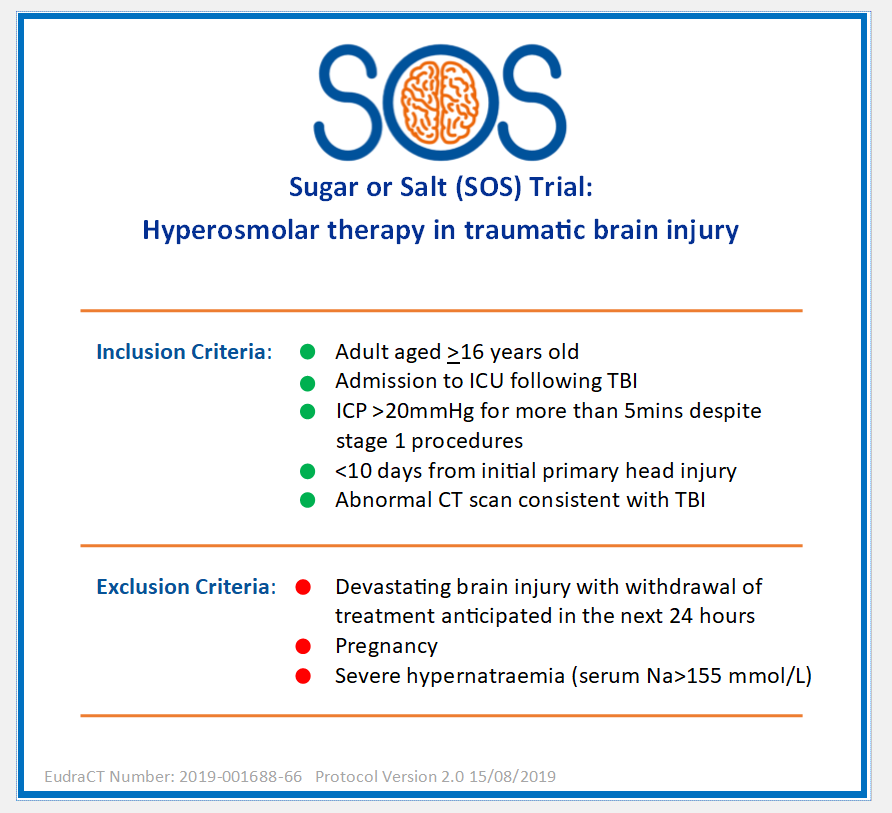 SOS
Sugar or Salt (SOS) Trial:
Hyperosmolar therapy in traumatic brain injury
Inclusion Criteria:
Adult aged >16 years old
Admission to ICU following TBI
ICP >20mmHg for more than 5mins despite
stage 1 procedures
<10 days from initial primary head injury
Abnormal CT scan consistent with TBI
Exclusion Criteria:
Devastating brain injury with withdrawal of
treatment anticipated in the next 24 hours
Pregnancy
Severe hypernatraemia (serum Na>155 mmol/L)
EudraCT Number: 2019-001688-66 Protocol Version 2.0 15/08/2019